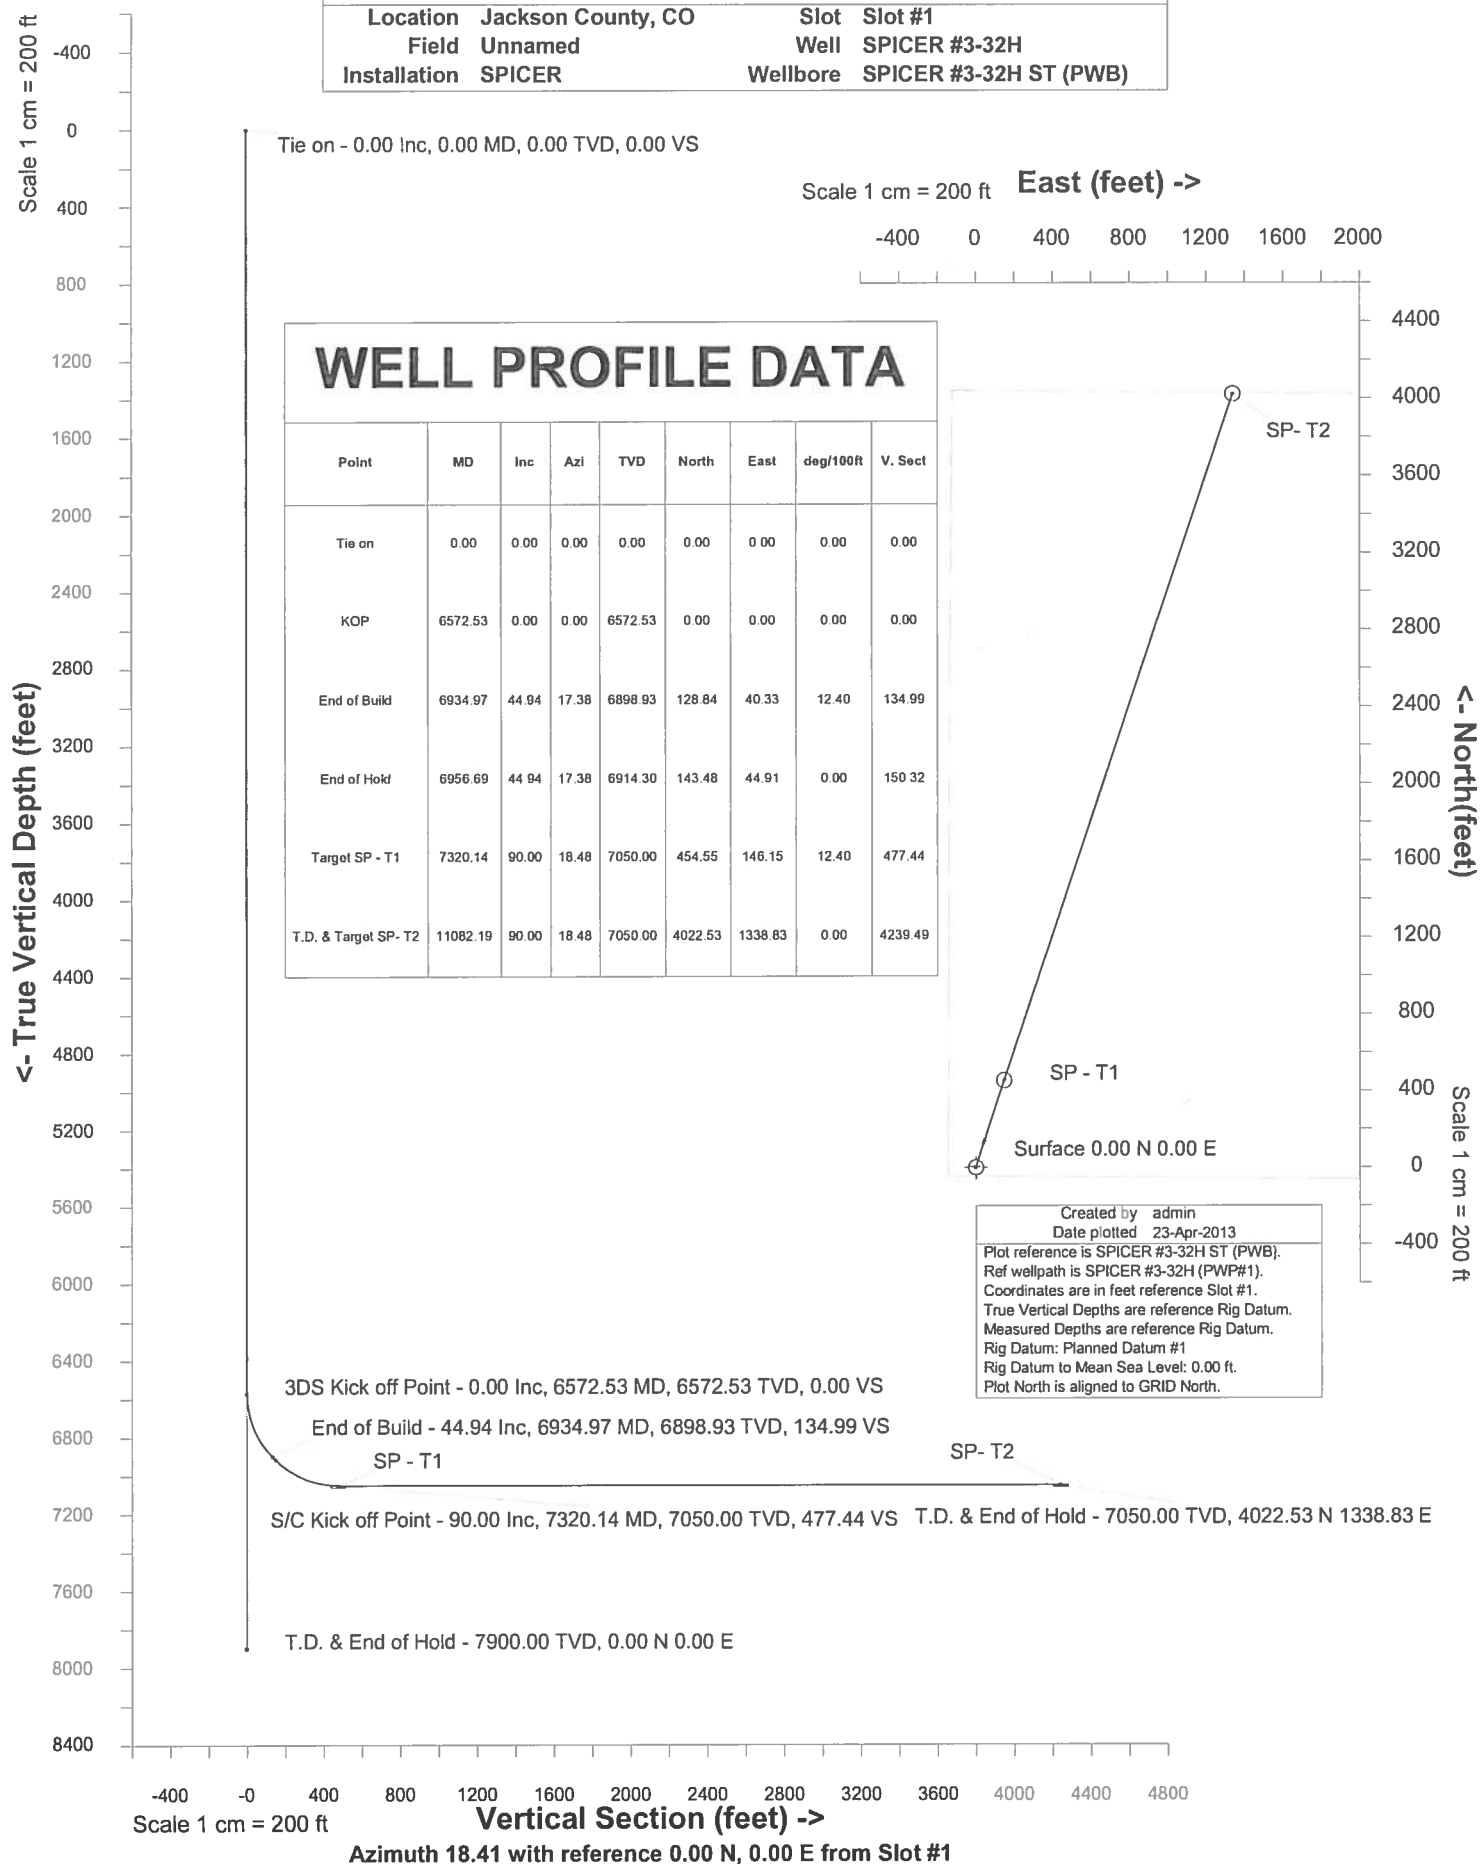 Location Jackson County, CO Slot Slot #1
Field Unnamed Well SPICER #3-32H
Installation SPICER Wellbore SPICER #3-32H ST (PWB)
Scale 1 cm = 200 ft
-400
0
400
800
1200
1600
2000
2400
2800
3200
3600
4000
4400
4800
5200
5600
6000
6400
6800
7200
7600
8000
8400
<- True Vertical Depth (feet)
Tie on - 0.00 Inc, 0.00 MD, 0.00 TVD, 0.00 VS
Scale 1 cm = 200 ft East (feet) ->
-400 0 400 800 1200 1600 2000
WELL PROFILE DATA
Point MD Inc Azi TVD North East deg/100ft V. Sect
Tie on 0.00 0.00 0.00 0.00 0.00 0 00 0.00 0.00
KOP 6572.53 0.00 0.00 6572.53 0.00 0.00 0.00 0.00
End of Build 6934.97 44.94 17.38 6898.93 128.84 40.33 12.40 134.99
End of Hold 6956.69 44 94 17.38 6914.30 143.48 44.91 0.00 150 32
Target SP - T1 7320.14 90.00 18.48 7050.00 454.55 146.15 12.40 477.44
T.D. & Target SP- T2 11082.19 90.00 18.48 7050.00 4022.53 1338.83 0.00 4239.49
4400
4000
3600
3200
2800
2400
2000
1600
1200
800
400
0
-400
<- North(feet)
Scale 1 cm = 200 ft
SP- T2
SP - T1
Surface 0.00 N 0.00 E
Created by admin
Date plotted 23-Apr-2013
Plot reference is SPICER #3-32H ST (PWB).
Ref wellpath is SPICER #3-32H (PWP#1).
Coordinates are in feet reference Slot #1.
True Vertical Depths are reference Rig Datum.
Measured Depths are reference Rig Datum.
Rig Datum: Planned Datum #1
Rig Datum to Mean Sea Level: 0.00 ft.
Plot North is aligned to GRID North.
3DS Kick off Point - 0.00 Inc, 6572.53 MD, 6572.53 TVD, 0.00 VS
End of Build - 44.94 Inc, 6934.97 MD, 6898.93 TVD, 134.99 VS
SP - T1
SP- T2
S/C Kick off Point - 90.00 Inc, 7320.14 MD, 7050.00 TVD, 477.44 VS
T.D. & End of Hold - 7050.00 TVD, 4022.53 N 1338.83 E
T.D. & End of Hold - 7900.00 TVD, 0.00 N 0.00 E
-400 -0 400 800 1200 1600 2000 2400 2800 3200 3600 4000 4400 4800
Scale 1 cm = 200 ft Vertical Section (feet) ->
Azimuth 18.41 with reference 0.00 N, 0.00 E from Slot #1